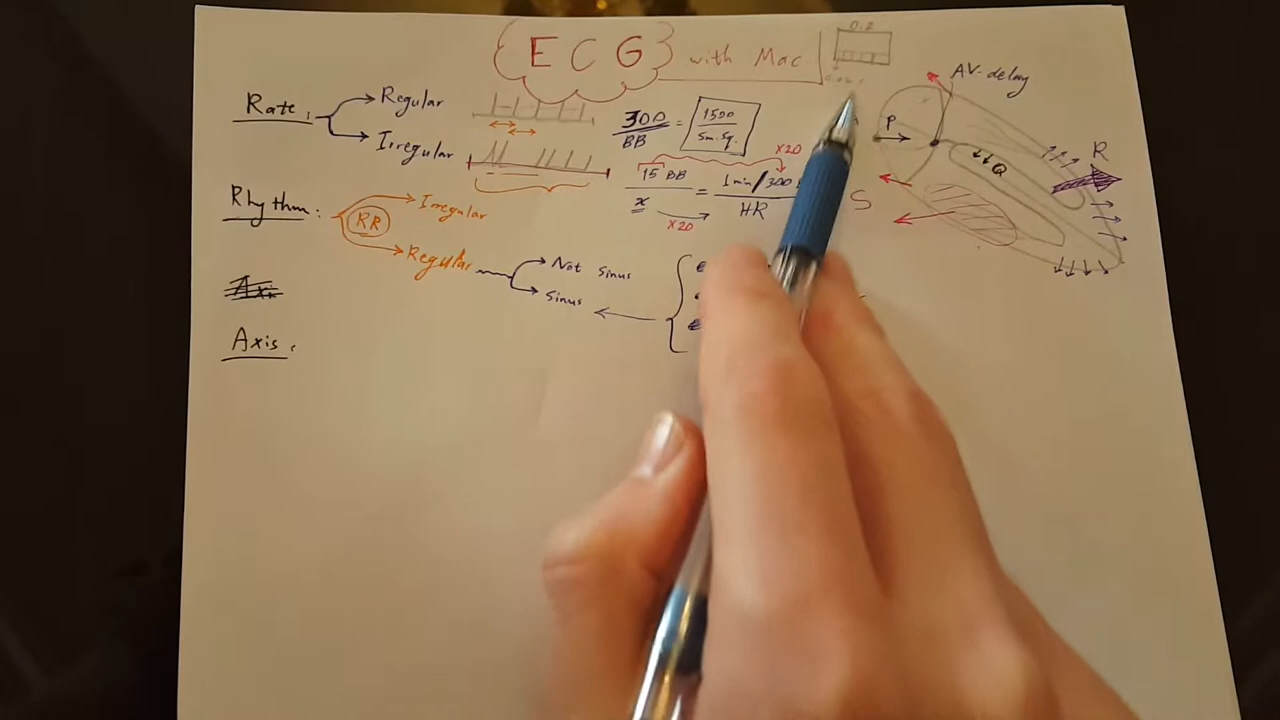 ECG with Mac
0.2
Rate: Regular
Irregular
300
BB
=
1500
Sm. Sq.
x20
15 BB
x
=
1 min/300
HR
x20
Rhythm: RR
Irregular
Regular
Not Sinus
Sinus
Axis:
AV-delay
P
Q
R
S